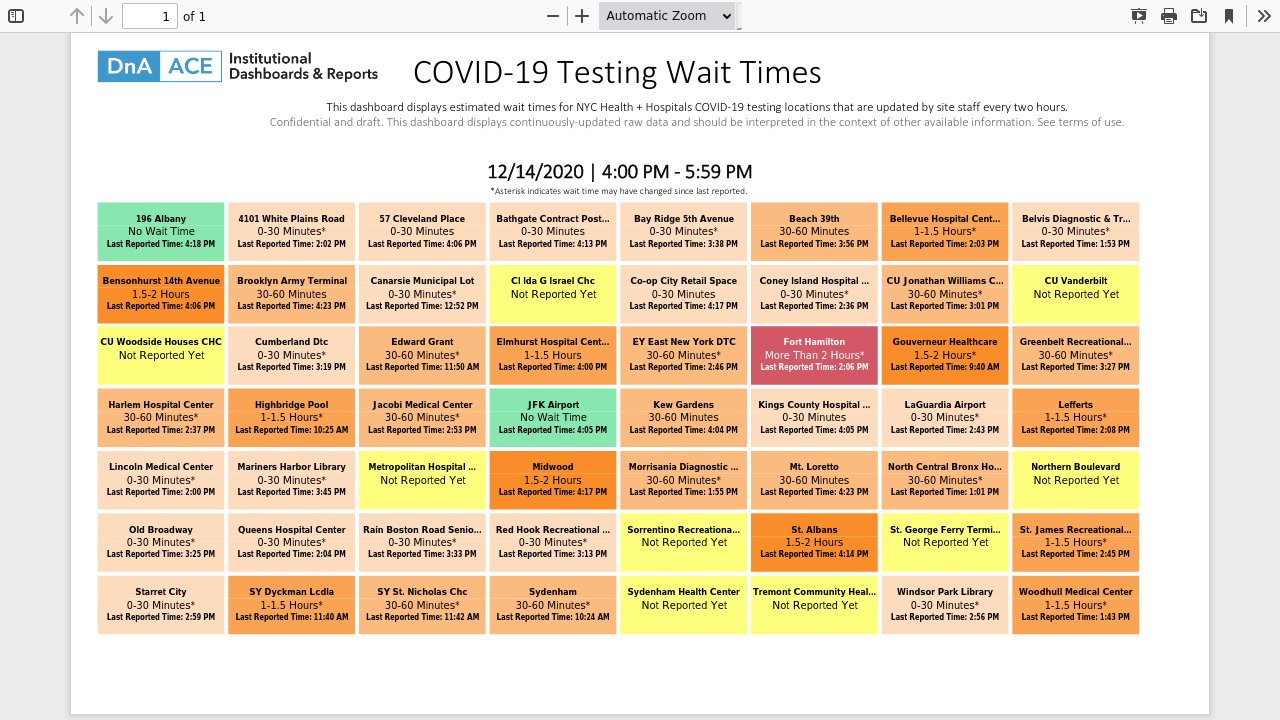 1 of 1
Automatic Zoom
DnA ACE Institutional Dashboards & Reports
COVID-19 Testing Wait Times
This dashboard displays estimated wait times for NYC Health + Hospitals COVID-19 testing locations that are updated by site staff every two hours.
Confidential and draft. This dashboard displays continuously-updated raw data and should be interpreted in the context of other available information. See terms of use.
12/14/2020 | 4:00 PM - 5:59 PM
*Asterisk indicates wait time may have changed since last reported.
196 Albany
No Wait Time
Last Reported Time: 4:18 PM
4101 White Plains Road
0-30 Minutes*
Last Reported Time: 2:02 PM
57 Cleveland Place
0-30 Minutes
Last Reported Time: 4:06 PM
Bathgate Contract Post...
0-30 Minutes
Last Reported Time: 4:13 PM
Bay Ridge 5th Avenue
0-30 Minutes*
Last Reported Time: 3:38 PM
Beach 39th
30-60 Minutes
Last Reported Time: 3:56 PM
Bellevue Hospital Cent...
1-1.5 Hours*
Last Reported Time: 2:03 PM
Belvis Diagnostic & Tr...
0-30 Minutes*
Last Reported Time: 1:53 PM
Bensonhurst 14th Avenue
1.5-2 Hours
Last Reported Time: 4:06 PM
Brooklyn Army Terminal
30-60 Minutes
Last Reported Time: 4:23 PM
Canarsie Municipal Lot
0-30 Minutes*
Last Reported Time: 12:52 PM
Cl Ida G Israel Chc
Not Reported Yet
Co-op City Retail Space
0-30 Minutes
Last Reported Time: 4:17 PM
Coney Island Hospital ...
0-30 Minutes*
Last Reported Time: 2:36 PM
CU Jonathan Williams C...
30-60 Minutes*
Last Reported Time: 3:01 PM
CU Vanderbilt
Not Reported Yet
CU Woodside Houses CHC
Not Reported Yet
Cumberland Dtc
0-30 Minutes*
Last Reported Time: 3:19 PM
Edward Grant
30-60 Minutes*
Last Reported Time: 11:50 AM
Elmhurst Hospital Cent...
1-1.5 Hours
Last Reported Time: 4:00 PM
EY East New York DTC
30-60 Minutes*
Last Reported Time: 2:46 PM
Fort Hamilton
More Than 2 Hours*
Last Reported Time: 2:06 PM
Gouverneur Healthcare
1.5-2 Hours*
Last Reported Time: 9:40 AM
Greenbelt Recreational...
30-60 Minutes*
Last Reported Time: 3:27 PM
Harlem Hospital Center
30-60 Minutes*
Last Reported Time: 2:37 PM
Highbridge Pool
1-1.5 Hours*
Last Reported Time: 10:25 AM
Jacobi Medical Center
30-60 Minutes*
Last Reported Time: 2:53 PM
JFK Airport
No Wait Time
Last Reported Time: 4:05 PM
Kew Gardens
30-60 Minutes
Last Reported Time: 4:04 PM
Kings County Hospital ...
0-30 Minutes
Last Reported Time: 4:05 PM
LaGuardia Airport
0-30 Minutes*
Last Reported Time: 2:43 PM
Lefferts
1-1.5 Hours*
Last Reported Time: 2:08 PM
Lincoln Medical Center
0-30 Minutes*
Last Reported Time: 2:00 PM
Mariners Harbor Library
0-30 Minutes*
Last Reported Time: 3:45 PM
Metropolitan Hospital ...
Not Reported Yet
Midwood
1.5-2 Hours
Last Reported Time: 4:17 PM
Morrisania Diagnostic ...
30-60 Minutes*
Last Reported Time: 1:55 PM
Mt. Loretto
30-60 Minutes
Last Reported Time: 4:23 PM
North Central Bronx Ho...
30-60 Minutes*
Last Reported Time: 1:01 PM
Northern Boulevard
Not Reported Yet
Old Broadway
0-30 Minutes*
Last Reported Time: 3:25 PM
Queens Hospital Center
0-30 Minutes*
Last Reported Time: 2:04 PM
Rain Boston Road Senio...
0-30 Minutes*
Last Reported Time: 3:33 PM
Red Hook Recreational ...
0-30 Minutes*
Last Reported Time: 3:13 PM
Sorrentino Recreationa...
Not Reported Yet
St. Albans
1.5-2 Hours
Last Reported Time: 4:14 PM
St. George Ferry Termi...
Not Reported Yet
St. James Recreational...
1-1.5 Hours*
Last Reported Time: 2:45 PM
Starret City
0-30 Minutes*
Last Reported Time: 2:59 PM
SY Dyckman Lcdla
1-1.5 Hours*
Last Reported Time: 11:40 AM
SY St. Nicholas Chc
30-60 Minutes*
Last Reported Time: 11:42 AM
Sydenham
30-60 Minutes*
Last Reported Time: 10:24 AM
Sydenham Health Center
Not Reported Yet
Tremont Community Heal...
Not Reported Yet
Windsor Park Library
0-30 Minutes*
Last Reported Time: 2:56 PM
Woodhull Medical Center
1-1.5 Hours*
Last Reported Time: 1:43 PM